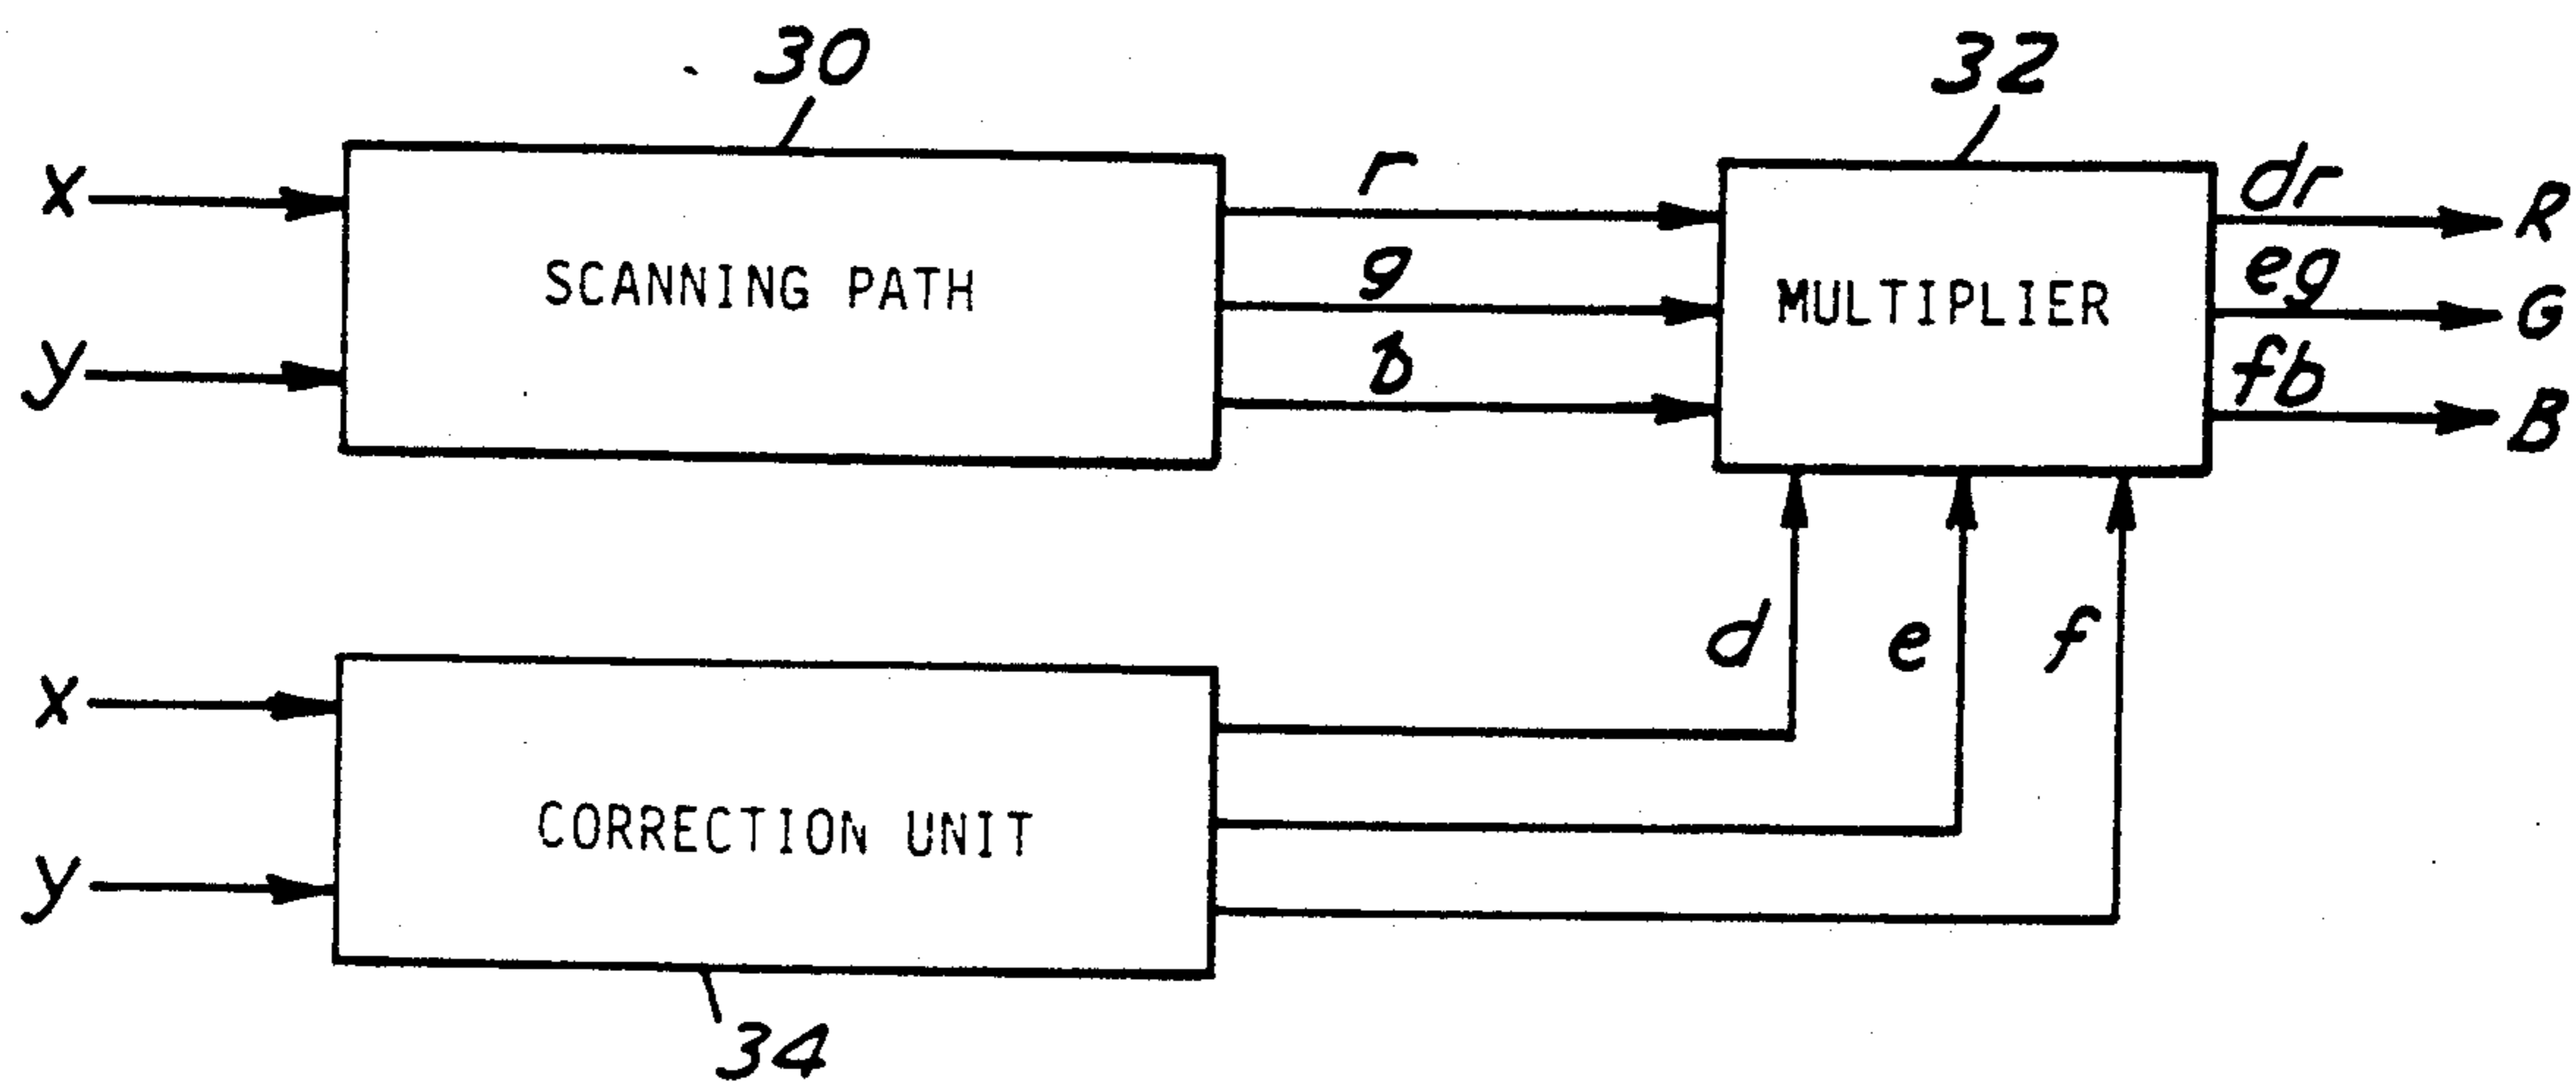 30
32
x
r
dr
R
SCANNING PATH
g
MULTIPLIER
eg
G
y
b
fb
B
d
e
f
x
CORRECTION UNIT
y
34